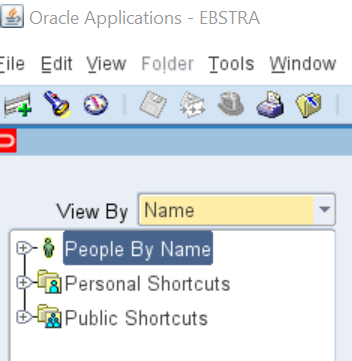 Oracle Applications - EBSTRA
File Edit View Folder Tools Window
View By Name
People By Name
Personal Shortcuts
Public Shortcuts